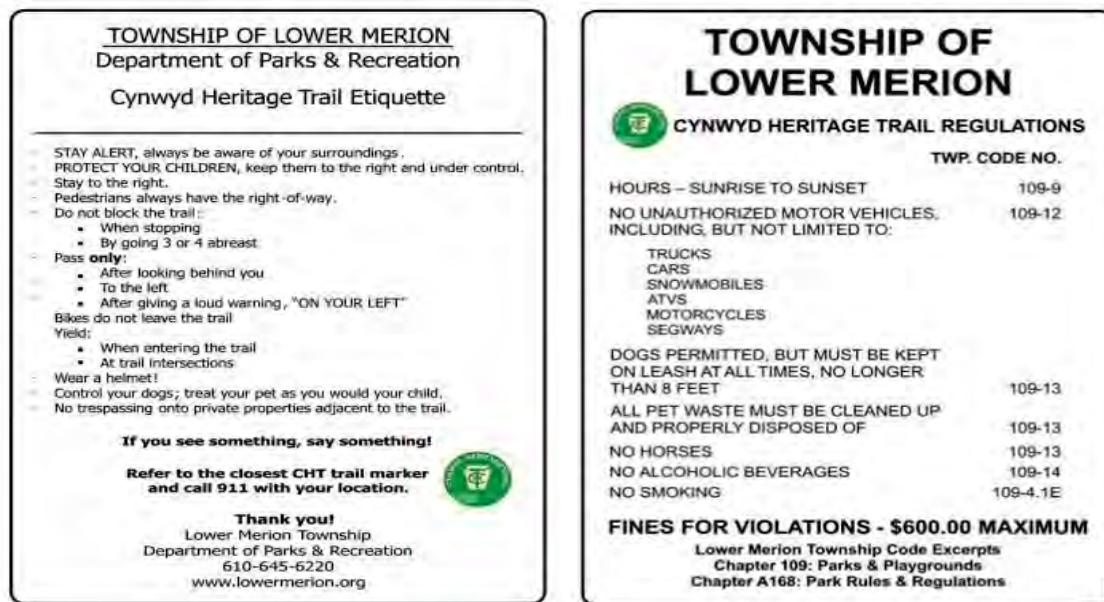 TOWNSHIP OF LOWER MERION
Department of Parks & Recreation
Cynwyd Heritage Trail Etiquette
- STAY ALERT, always be aware of your surroundings.
- PROTECT YOUR CHILDREN, keep them to the right and under control.
- Stay to the right.
- Pedestrians always have the right-of-way.
- Do not block the trail:
▪ When stopping
▪ By going 3 or 4 abreast
- Pass only:
▪ After looking behind you
▪ To the left
▪ After giving a loud warning, "ON YOUR LEFT"
Bikes do not leave the trail
Yield:
▪ When entering the trail
▪ At trail intersections
- Wear a helmet!
- Control your dogs; treat your pet as you would your child.
- No trespassing onto private properties adjacent to the trail.
If you see something, say something!
Refer to the closest CHT trail marker
and call 911 with your location.
Thank you!
Lower Merion Township
Department of Parks & Recreation
610-645-6220
www.lowermerion.org
TOWNSHIP OF
LOWER MERION
CYNWYD HERITAGE TRAIL REGULATIONS
TWP. CODE NO.
HOURS – SUNRISE TO SUNSET 109-9
NO UNAUTHORIZED MOTOR VEHICLES, 109-12
INCLUDING, BUT NOT LIMITED TO:
TRUCKS
CARS
SNOWMOBILES
ATVS
MOTORCYCLES
SEGWAYS
DOGS PERMITTED, BUT MUST BE KEPT
ON LEASH AT ALL TIMES, NO LONGER
THAN 8 FEET 109-13
ALL PET WASTE MUST BE CLEANED UP
AND PROPERLY DISPOSED OF 109-13
NO HORSES 109-13
NO ALCOHOLIC BEVERAGES 109-14
NO SMOKING 109-4.1E
FINES FOR VIOLATIONS - $600.00 MAXIMUM
Lower Merion Township Code Excerpts
Chapter 109: Parks & Playgrounds
Chapter A168: Park Rules & Regulations